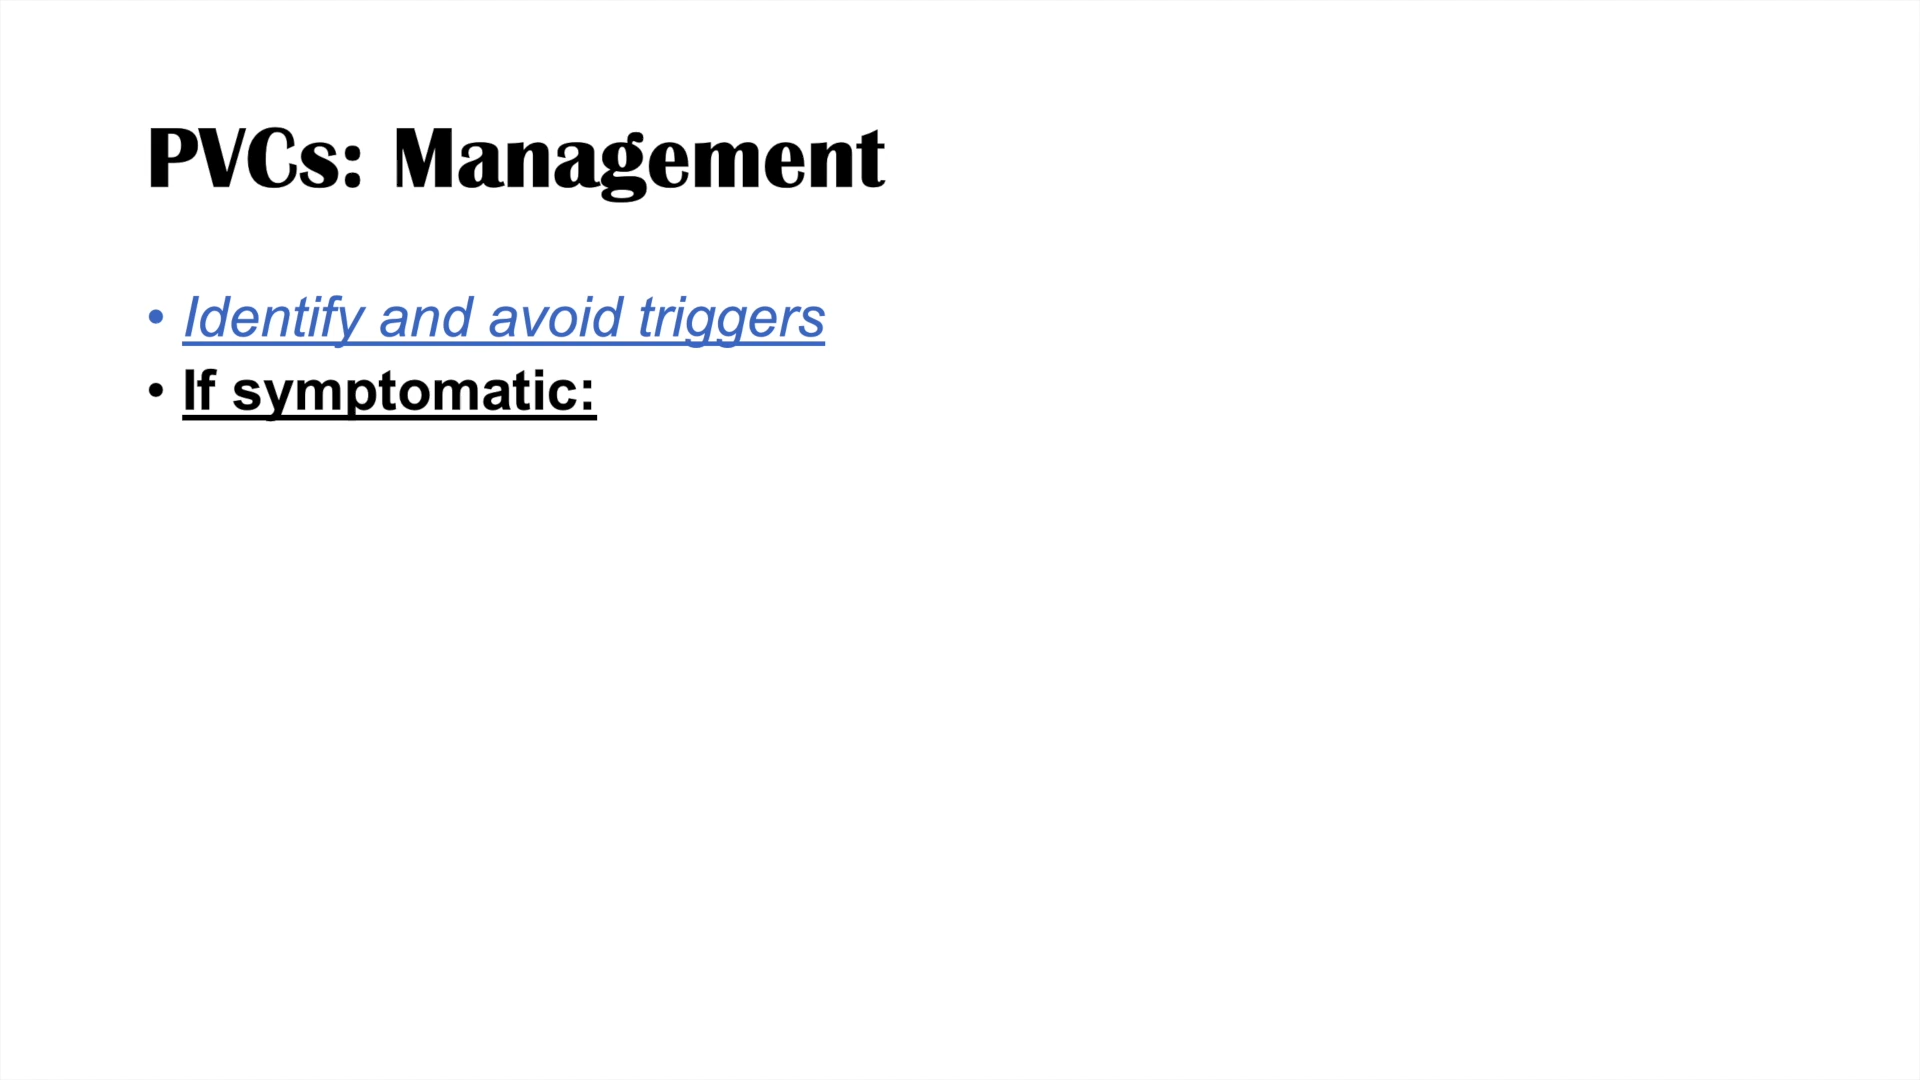 PVCs: Management
• Identify and avoid triggers
• If symptomatic: